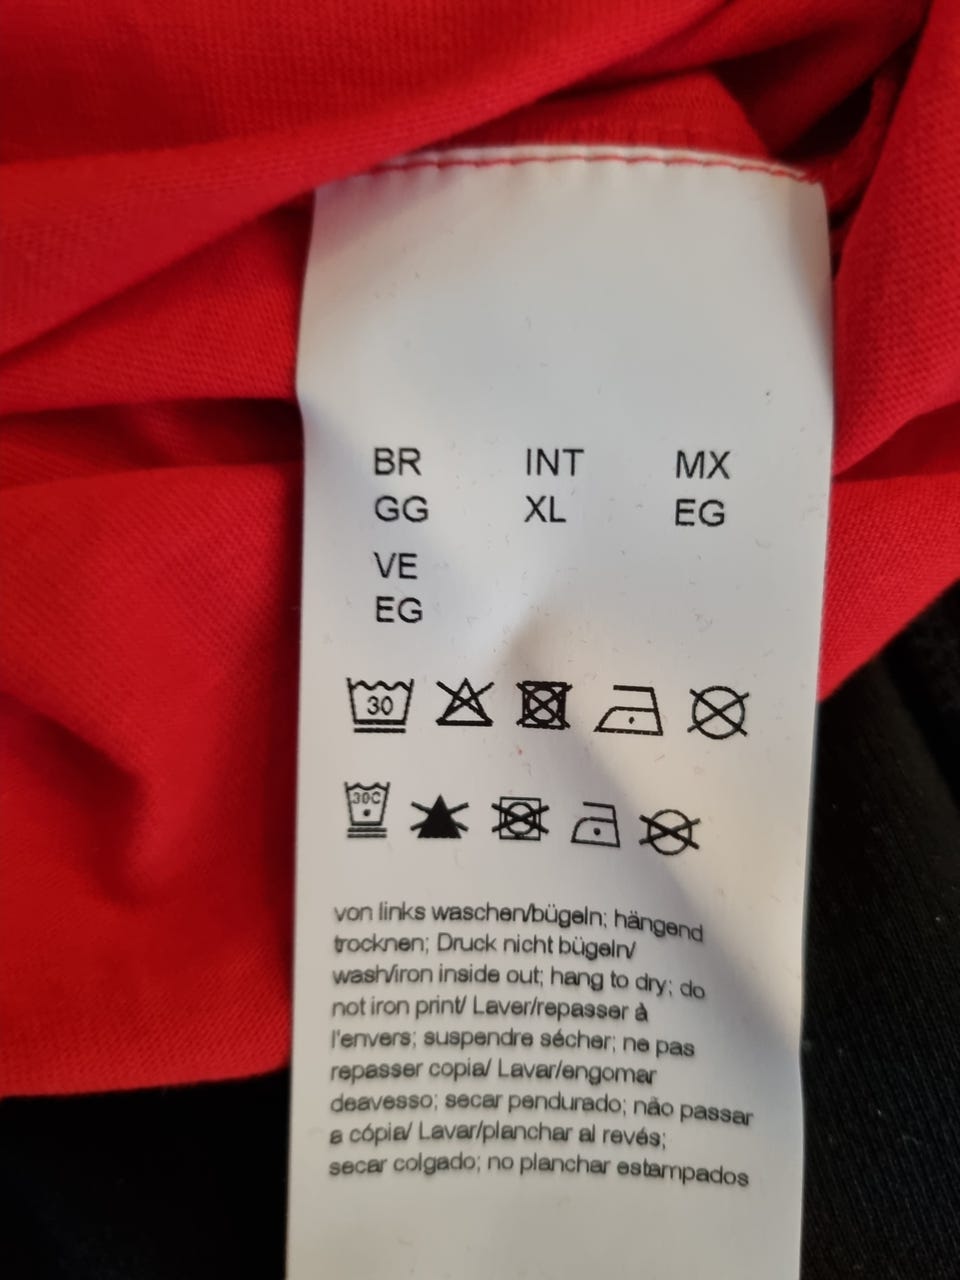 BR INT MX
GG XL EG
VE
EG
30
30C
von links waschen/bügeln; hängend
trocknen; Druck nicht bügeln/
wash/iron inside out; hang to dry; do
not iron print/ Laver/repasser à
l'envers; suspendre sécher; ne pas
repasser copia/ Lavar/engomar
deavesso; secar pendurado; não passar
a cópia/ Lavar/planchar al revés;
secar colgado; no planchar estampados